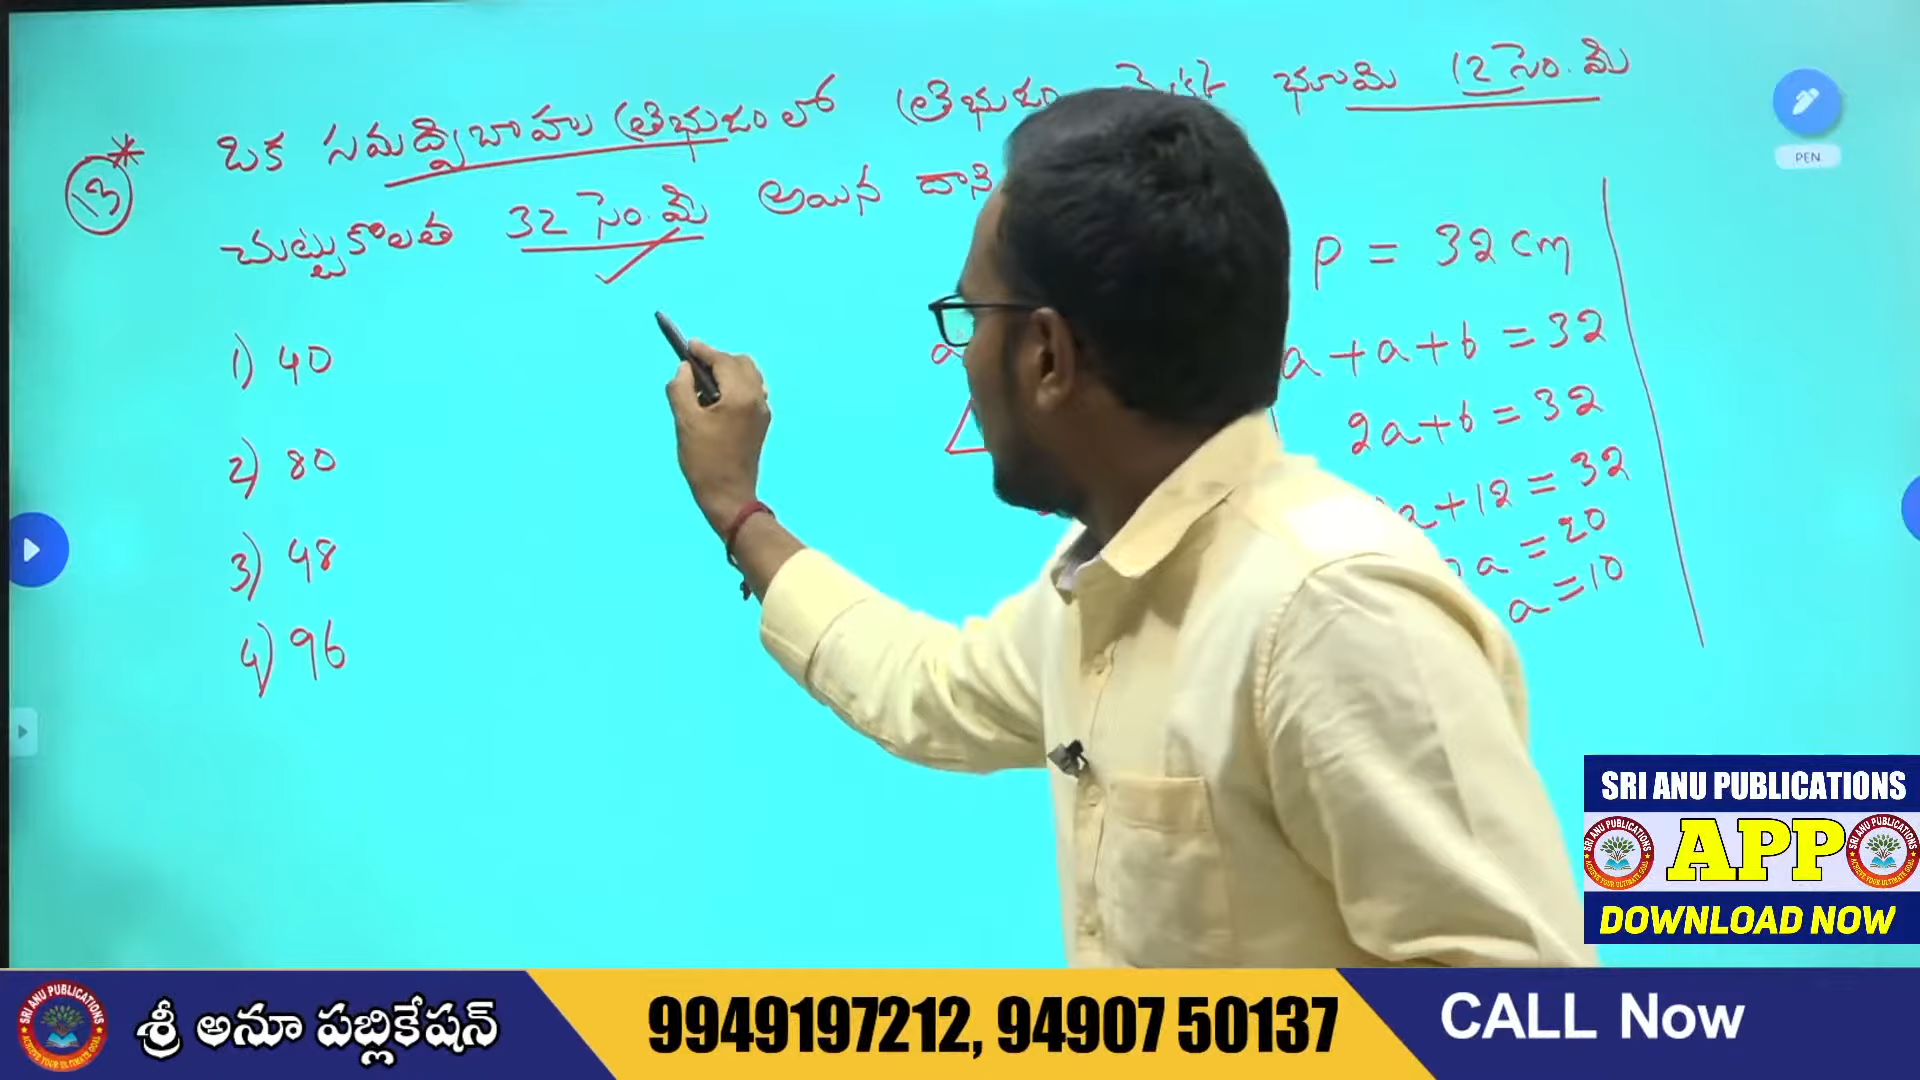 13 * ఒక సమద్విబాహు త్రిభుజంలో త్రిభుజం భూమి 12 సెం.మీ
చుట్టుకొలత 32 సెం.మీ అయిన దాని
1) 40
2) 80
3) 48
4) 96
a
P = 32 cm
a + a + b = 32
2a + b = 32
a + 12 = 32
a = 20
a = 10
PEN
SRI ANU PUBLICATIONS
APP
DOWNLOAD NOW
శ్రీ అనూ పబ్లికేషన్
9949197212, 94907 50137
CALL Now